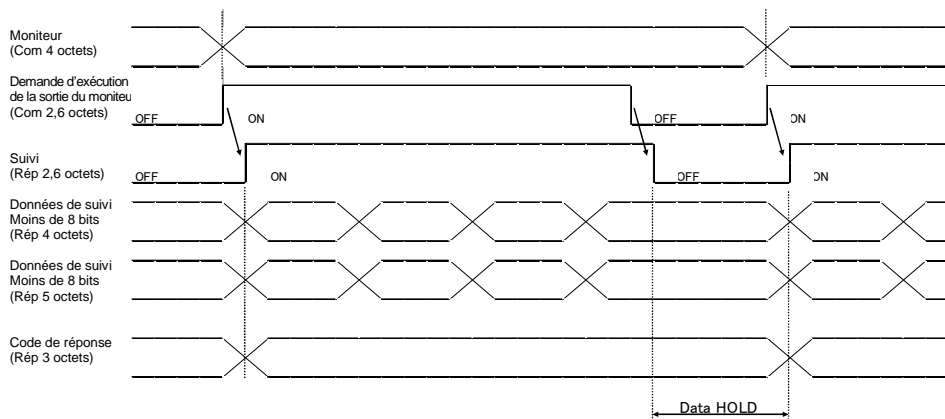 Moniteur
(Com 4 octets)
Demande d'exécution
de la sortie du moniteu
(Com 2,6 octets)
OFF
ON
OFF
ON
Suivi
(Rép 2,6 octets)
OFF
ON
OFF
ON
Données de suivi
Moins de 8 bits
(Rép 4 octets)
Données de suivi
Moins de 8 bits
(Rép 5 octets)
Code de réponse
(Rép 3 octets)
Data HOLD